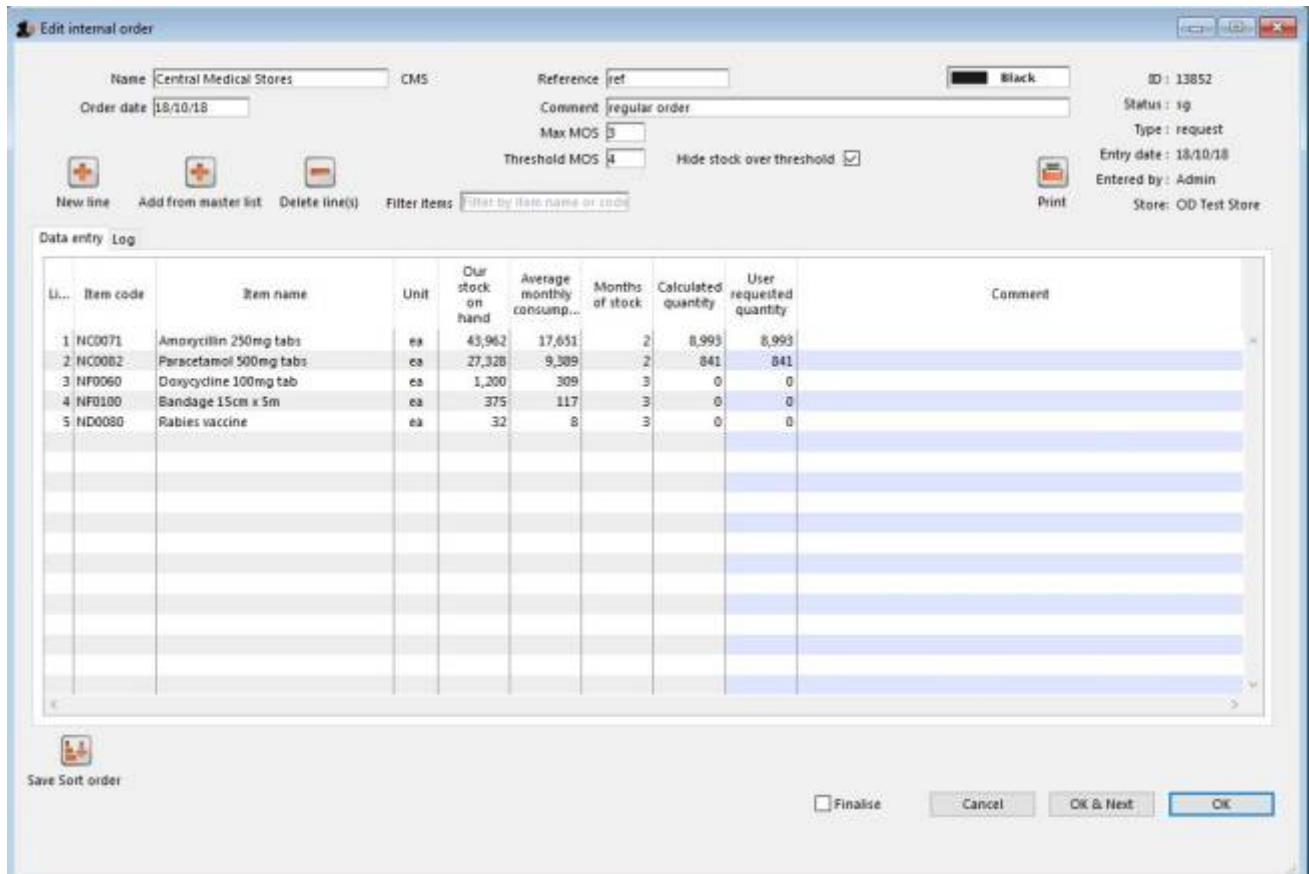 Edit internal order
Name Central Medical Stores CMS Reference ref Black ID : 13852
Order date 18/10/18 Comment regular order Status : sg
Max MOS 3 Type : request
Threshold MOS 4 Hide stock over threshold Entry date : 18/10/18
Entered by : Admin
New line Add from master list Delete line(s) Filter items Filter by item name or code Print Store: OD Test Store
Data entry Log
Li... Item code Item name Unit Our stock on hand Average monthly consump... Months of stock Calculated quantity User requested quantity Comment
1 NC0071 Amoxycillin 250mg tabs ea 43,962 17,651 2 8,993 8,993
2 NC0082 Paracetamol 500mg tabs ea 27,328 9,389 2 841 841
3 NF0060 Doxycycline 100mg tab ea 1,200 309 3 0 0
4 NF0100 Bandage 15cm x 5m ea 375 117 3 0 0
5 ND0080 Rabies vaccine ea 32 8 3 0 0
Save Sort order
Finalise Cancel OK & Next OK